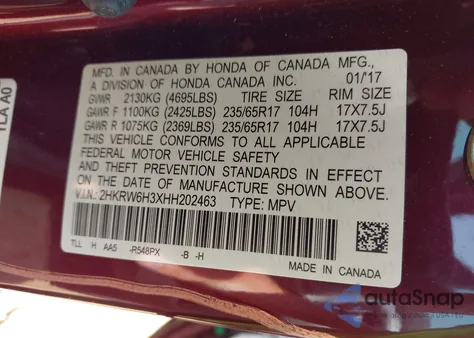 MFD. IN CANADA BY HONDA OF CANADA MFG.,
A DIVISION OF HONDA CANADA INC. 01/17
GVWR 2130KG (4695LBS) TIRE SIZE RIM SIZE
GAWR F 1100KG (2425LBS) 235/65R17 104H 17X7.5J
GAWR R 1075KG (2369LBS) 235/65R17 104H 17X7.5J
THIS VEHICLE CONFORMS TO ALL APPLICABLE
FEDERAL MOTOR VEHICLE SAFETY
AND THEFT PREVENTION STANDARDS IN EFFECT
ON THE DATE OF MANUFACTURE SHOWN ABOVE.
V.I.N.: 2HKRW6H3XHH202463 TYPE: MPV
TLL H AA5 -R548PX -B -H
MADE IN CANADA
TLA A0
autoSnap